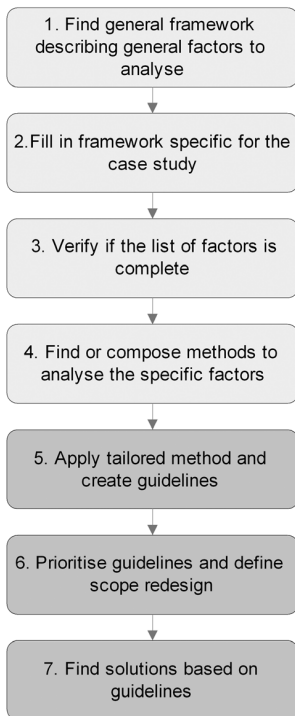 1. Find general framework
describing general factors to
analyse
2.Fill in framework specific for the
case study
3. Verify if the list of factors is
complete
4. Find or compose methods to
analyse the specific factors
5. Apply tailored method and
create guidelines
6. Prioritise guidelines and define
scope redesign
7. Find solutions based on
guidelines